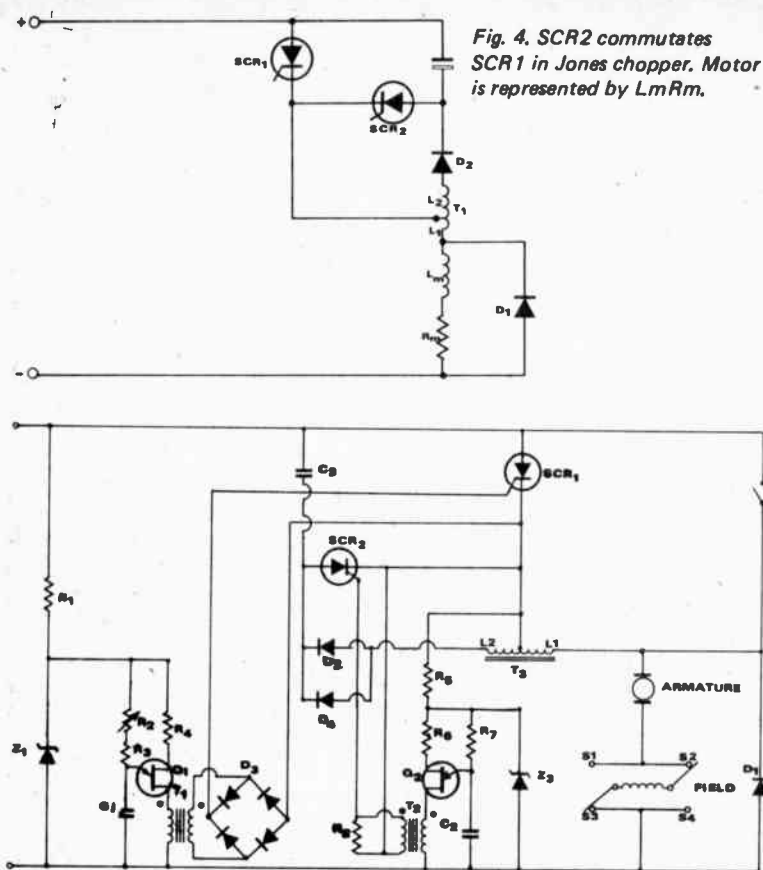 +
SCR1
SCR2
D2
L2
T1
L1
Lm
Rm
D1
-
Fig. 4. SCR2 commutates
SCR1 in Jones chopper. Motor
is represented by LmRm.
C3
SCR1
SCR2
R1
L2
L1
T3
R5
ARMATURE
R2
R4
R6
R7
Z1
R3
Q1
T1
D3
Z3
S1
S2
FIELD
D1
T2
C2
S3
S4